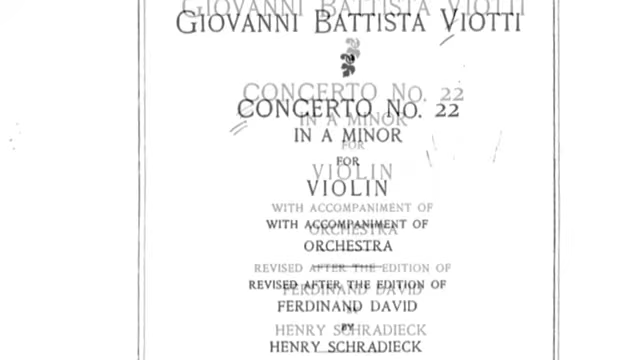 GIOVANNI BATTISTA VIOTTI
CONCERTO NO. 22
IN A MINOR
FOR
VIOLIN
WITH ACCOMPANIMENT OF
ORCHESTRA
REVISED AFTER THE EDITION OF
FERDINAND DAVID
BY
HENRY SCHRADIECK